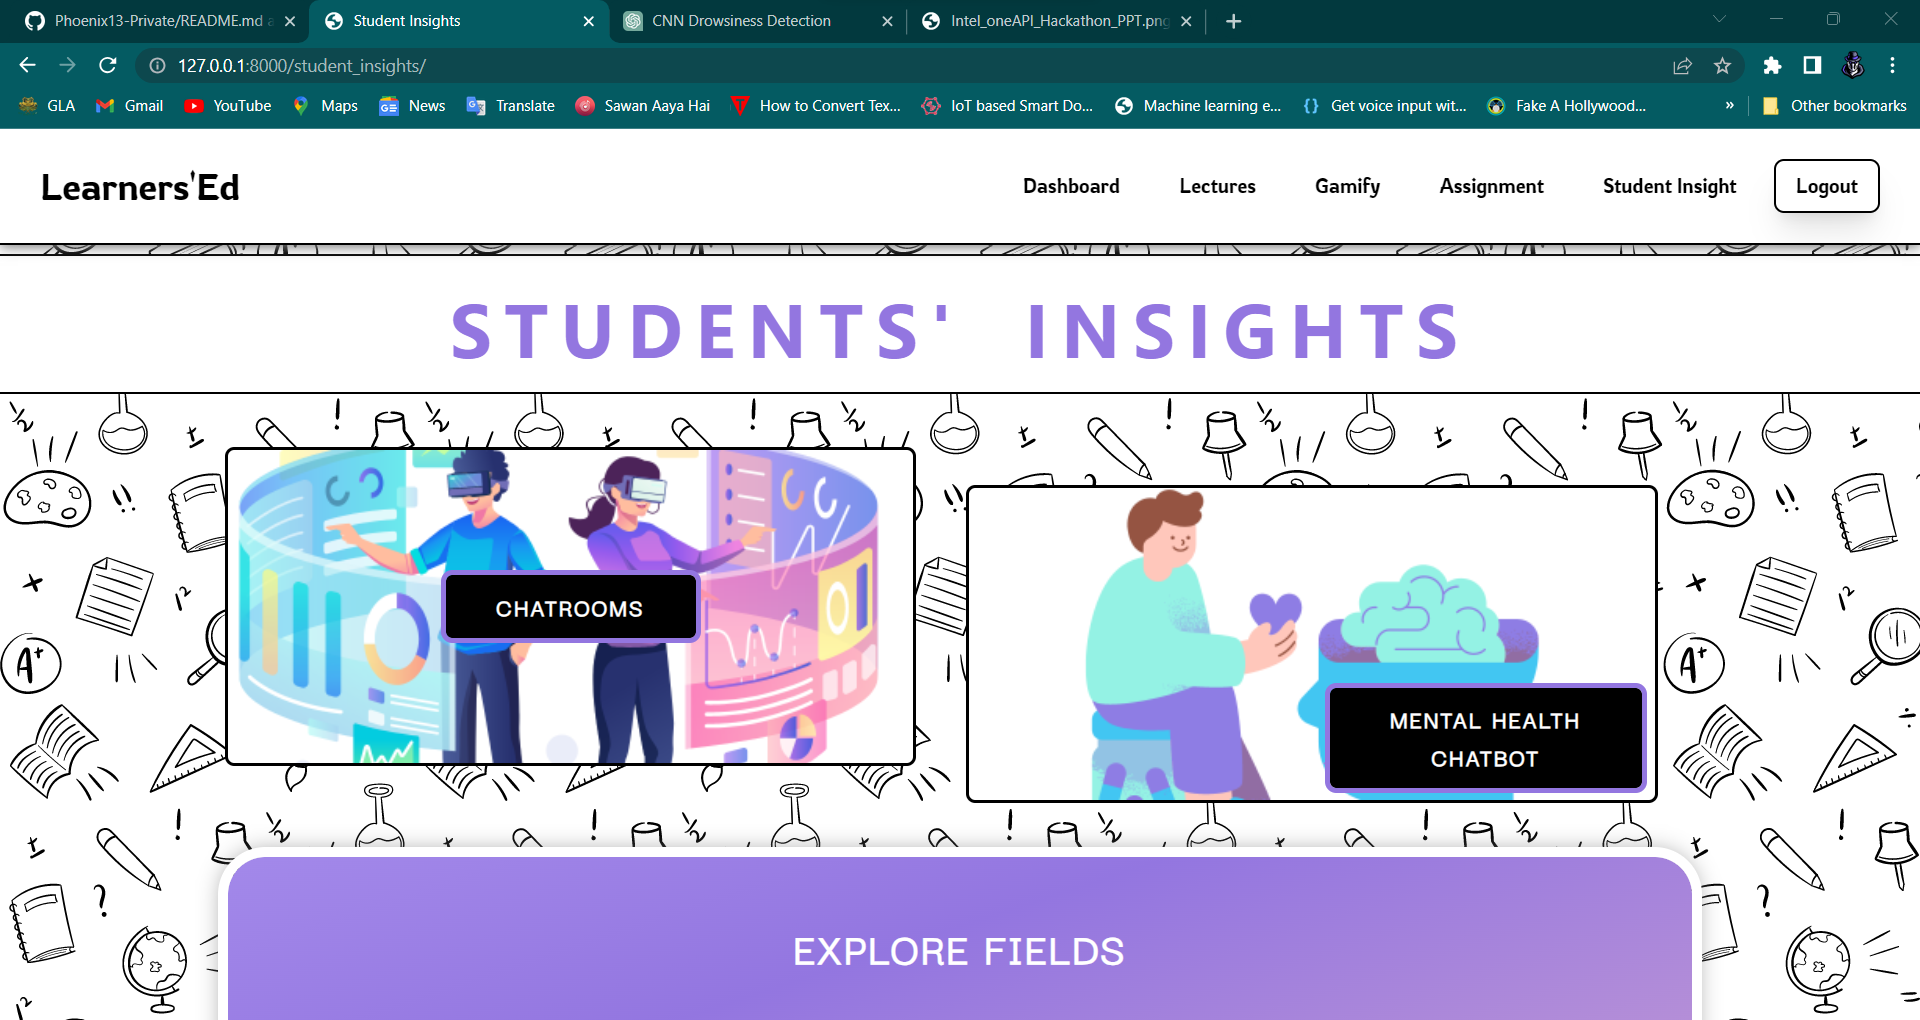 Phoenix13-Private/README.md a
Student Insights
CNN Drowsiness Detection
Intel_oneAPI_Hackathon_PPT.png
127.0.0.1:8000/student_insights/
GLA
Gmail
YouTube
Maps
News
Translate
Sawan Aaya Hai
How to Convert Tex...
IoT based Smart Do...
Machine learning e...
Get voice input wit...
Fake A Hollywood...
»
Other bookmarks
Learners'Ed
Dashboard
Lectures
Gamify
Assignment
Student Insight
Logout
STUDENTS' INSIGHTS
CHATROOMS
MENTAL HEALTH
CHATBOT
EXPLORE FIELDS